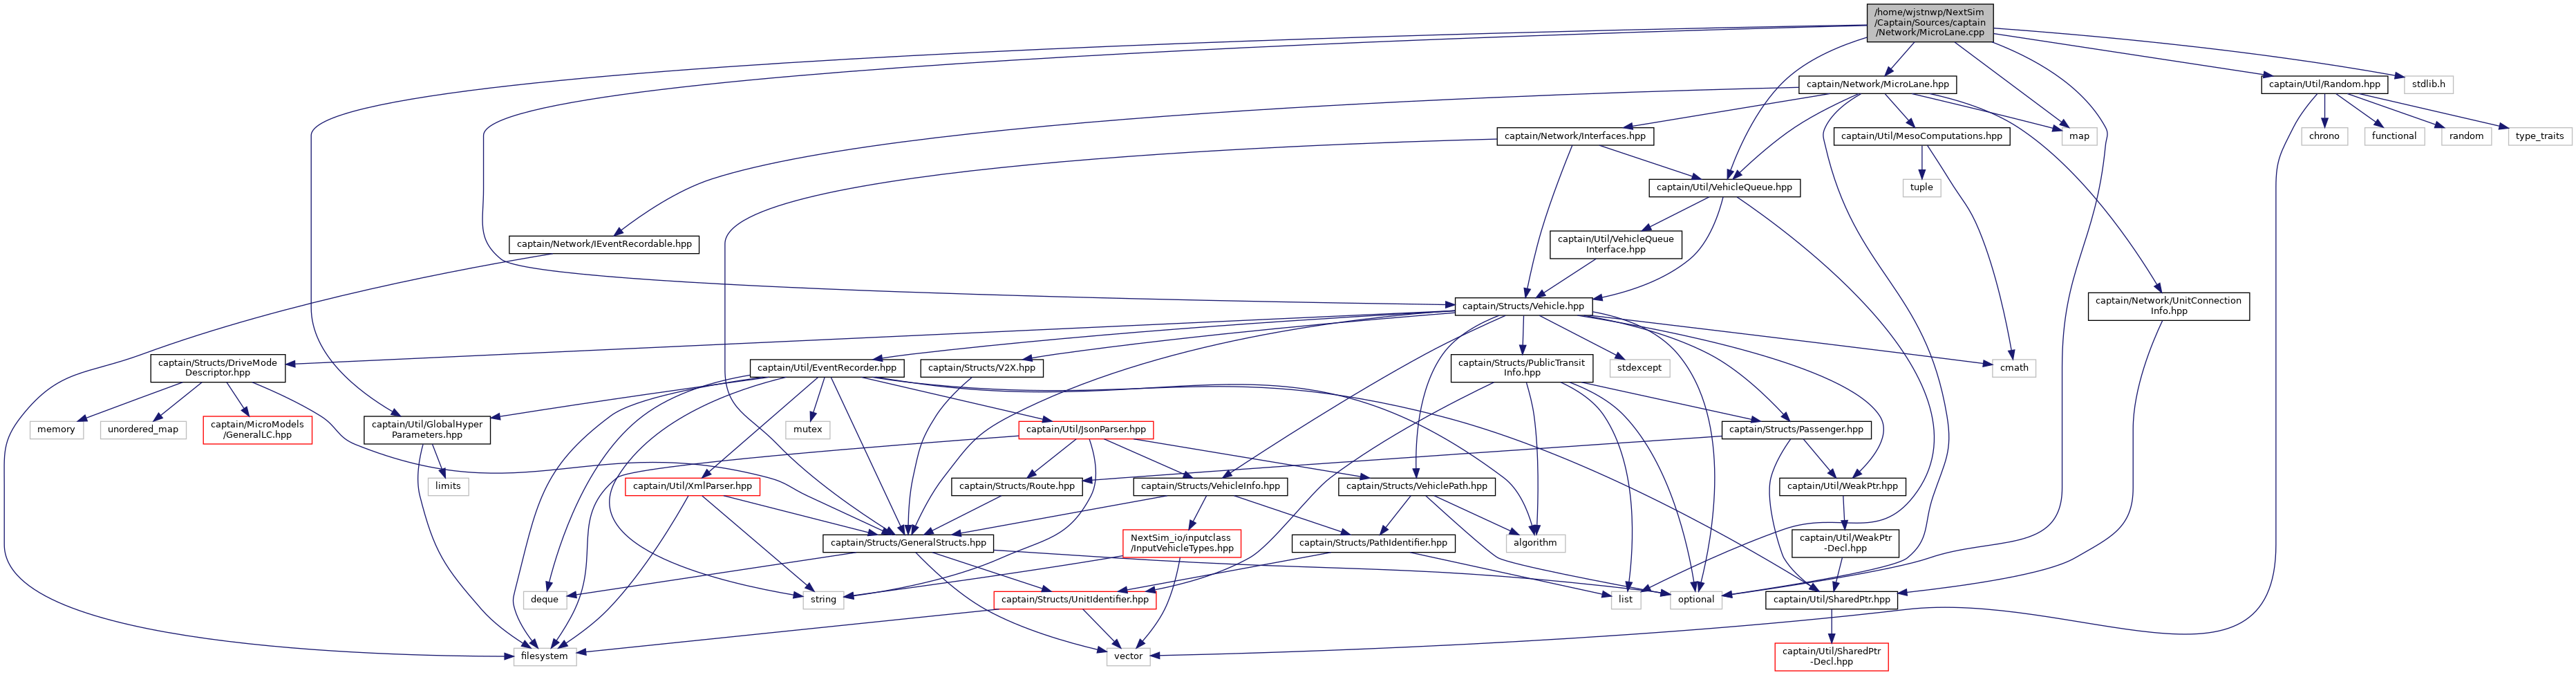 /home/wjstnwp/NextSim
/Captain/Sources/captain
/Network/MicroLane.cpp
captain/Network/MicroLane.hpp
captain/Util/Random.hpp
stdlib.h
captain/Network/Interfaces.hpp
captain/Util/MesoComputations.hpp
map
chrono
functional
random
type_traits
captain/Util/VehicleQueue.hpp
tuple
captain/Network/IEventRecordable.hpp
captain/Util/VehicleQueue
Interface.hpp
captain/Structs/Vehicle.hpp
captain/Network/UnitConnection
Info.hpp
captain/Structs/DriveMode
Descriptor.hpp
captain/Util/EventRecorder.hpp
captain/Structs/V2X.hpp
captain/Structs/PublicTransit
Info.hpp
stdexcept
cmath
memory
unordered_map
captain/MicroModels
/GeneralLC.hpp
captain/Util/GlobalHyper
Parameters.hpp
mutex
captain/Util/JsonParser.hpp
captain/Structs/Passenger.hpp
limits
captain/Util/XmlParser.hpp
captain/Structs/Route.hpp
captain/Structs/VehicleInfo.hpp
captain/Structs/VehiclePath.hpp
captain/Util/WeakPtr.hpp
captain/Structs/GeneralStructs.hpp
NextSim_io/inputclass
/InputVehicleTypes.hpp
captain/Structs/PathIdentifier.hpp
algorithm
captain/Util/WeakPtr
-Decl.hpp
deque
string
captain/Structs/UnitIdentifier.hpp
list
optional
captain/Util/SharedPtr.hpp
filesystem
vector
captain/Util/SharedPtr
-Decl.hpp